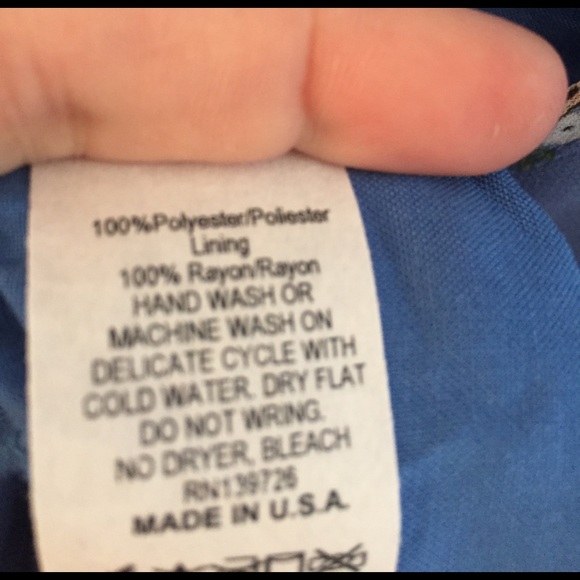 100%Polyester/Poliester
Lining
100% Rayon/Rayon
HAND WASH OR
MACHINE WASH ON
DELICATE CYCLE WITH
COLD WATER. DRY FLAT
DO NOT WRING.
NO DRYER, BLEACH
RN139726
MADE IN U.S.A.